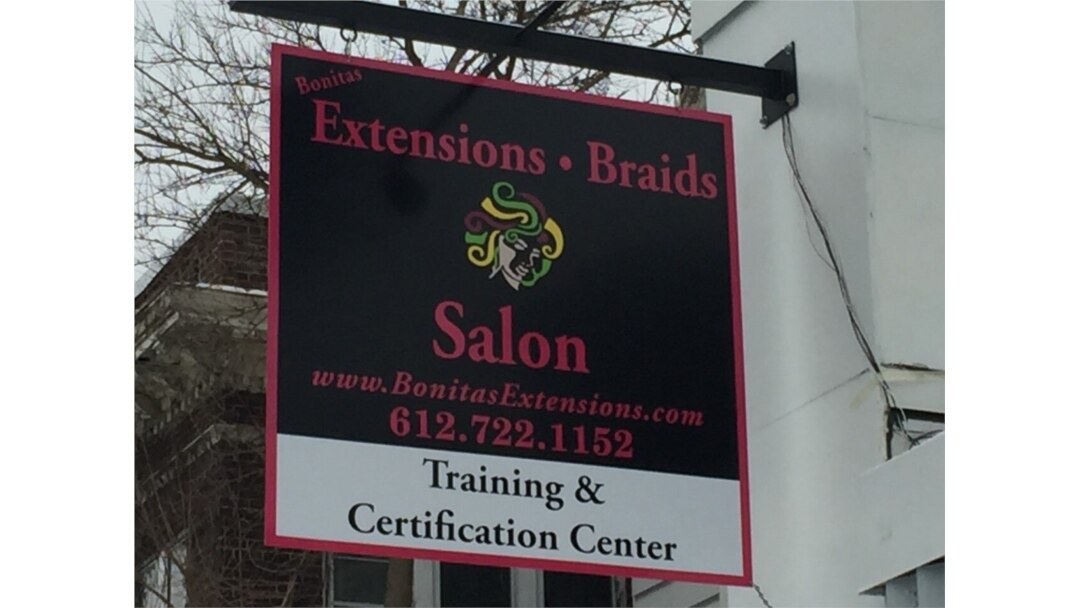 Bonitas
Extensions • Braids
Salon
www.BonitasExtensions.com
612.722.1152
Training &
Certification Center